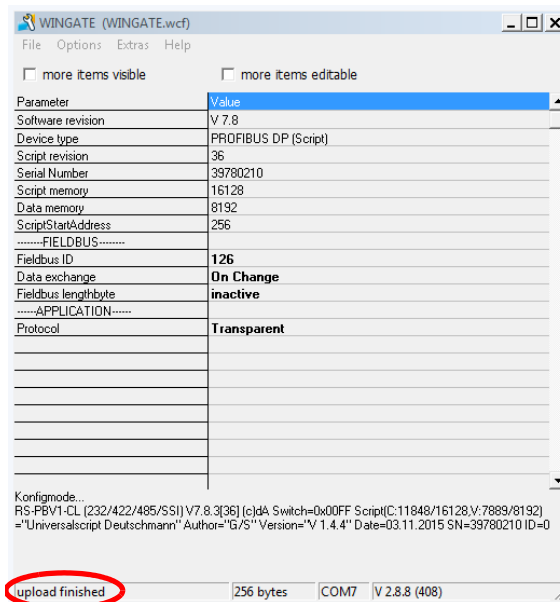 WINGATE (WINGATE.wcf)
File Options Extras Help
more items visible more items editable
Parameter Value
Software revision V 7.8
Device type PROFIBUS DP (Script)
Script revision 36
Serial Number 39780210
Script memory 16128
Data memory 8192
ScriptStartAddress 256
--------FIELDBUS--------
Fieldbus ID 126
Data exchange On Change
Fieldbus lengthbyte inactive
------APPLICATION------
Protocol Transparent
Konfigmode...
RS-PBV1-CL (232/422/485/SSI) V7.8.3[36] (c)dA Switch=0x00FF Script(C:11848/16128,V:7889/8192)
="Universalscript Deutschmann" Author="G/S" Version="V 1.4.4" Date=03.11.2015 SN=39780210 ID=0
upload finished 256 bytes COM7 V 2.8.8 (408)